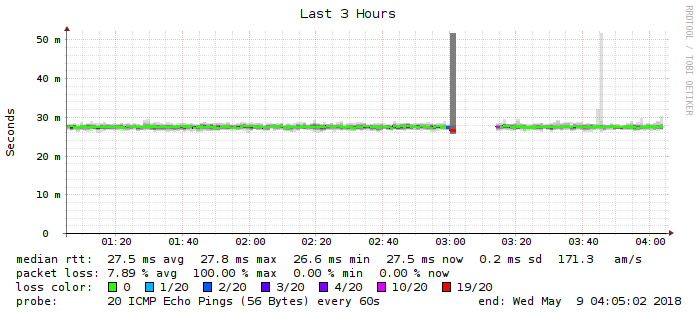 Last 3 Hours
RRDTOOL / TOBI OETIKER
Seconds
50 m
40 m
30 m
20 m
10 m
0
01:20 01:40 02:00 02:20 02:40 03:00 03:20 03:40 04:00
median rtt: 27.5 ms avg 27.8 ms max 26.6 ms min 27.5 ms now 0.2 ms sd 171.3 am/s
packet loss: 7.89 % avg 100.00 % max 0.00 % min 0.00 % now
loss color: 0 1/20 2/20 3/20 4/20 10/20 19/20
probe: 20 ICMP Echo Pings (56 Bytes) every 60s end: Wed May 9 04:05:02 2018